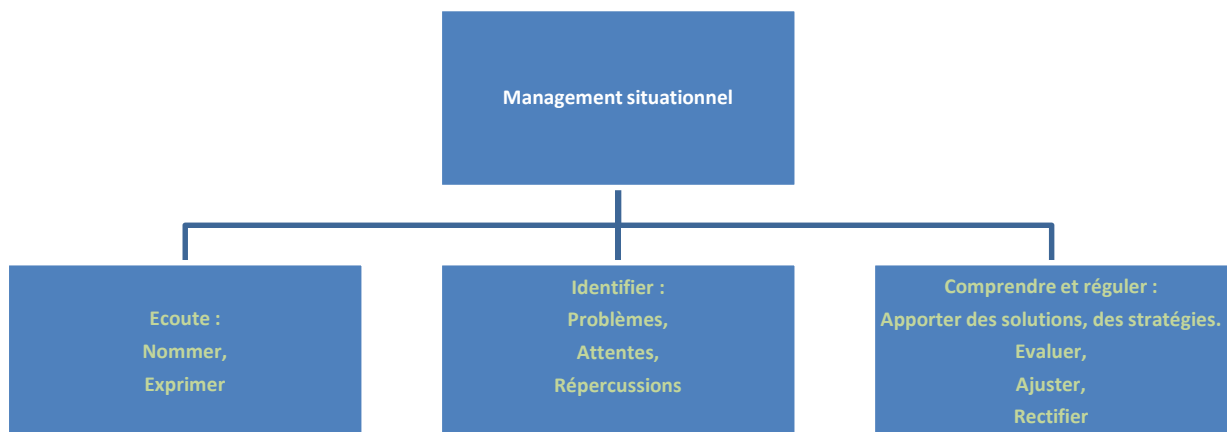 Management situationnel
Ecoute :
Nommer,
Exprimer
Identifier :
Problèmes,
Attentes,
Répercussions
Comprendre et réguler :
Apporter des solutions, des stratégies.
Evaluer,
Ajuster,
Rectifier